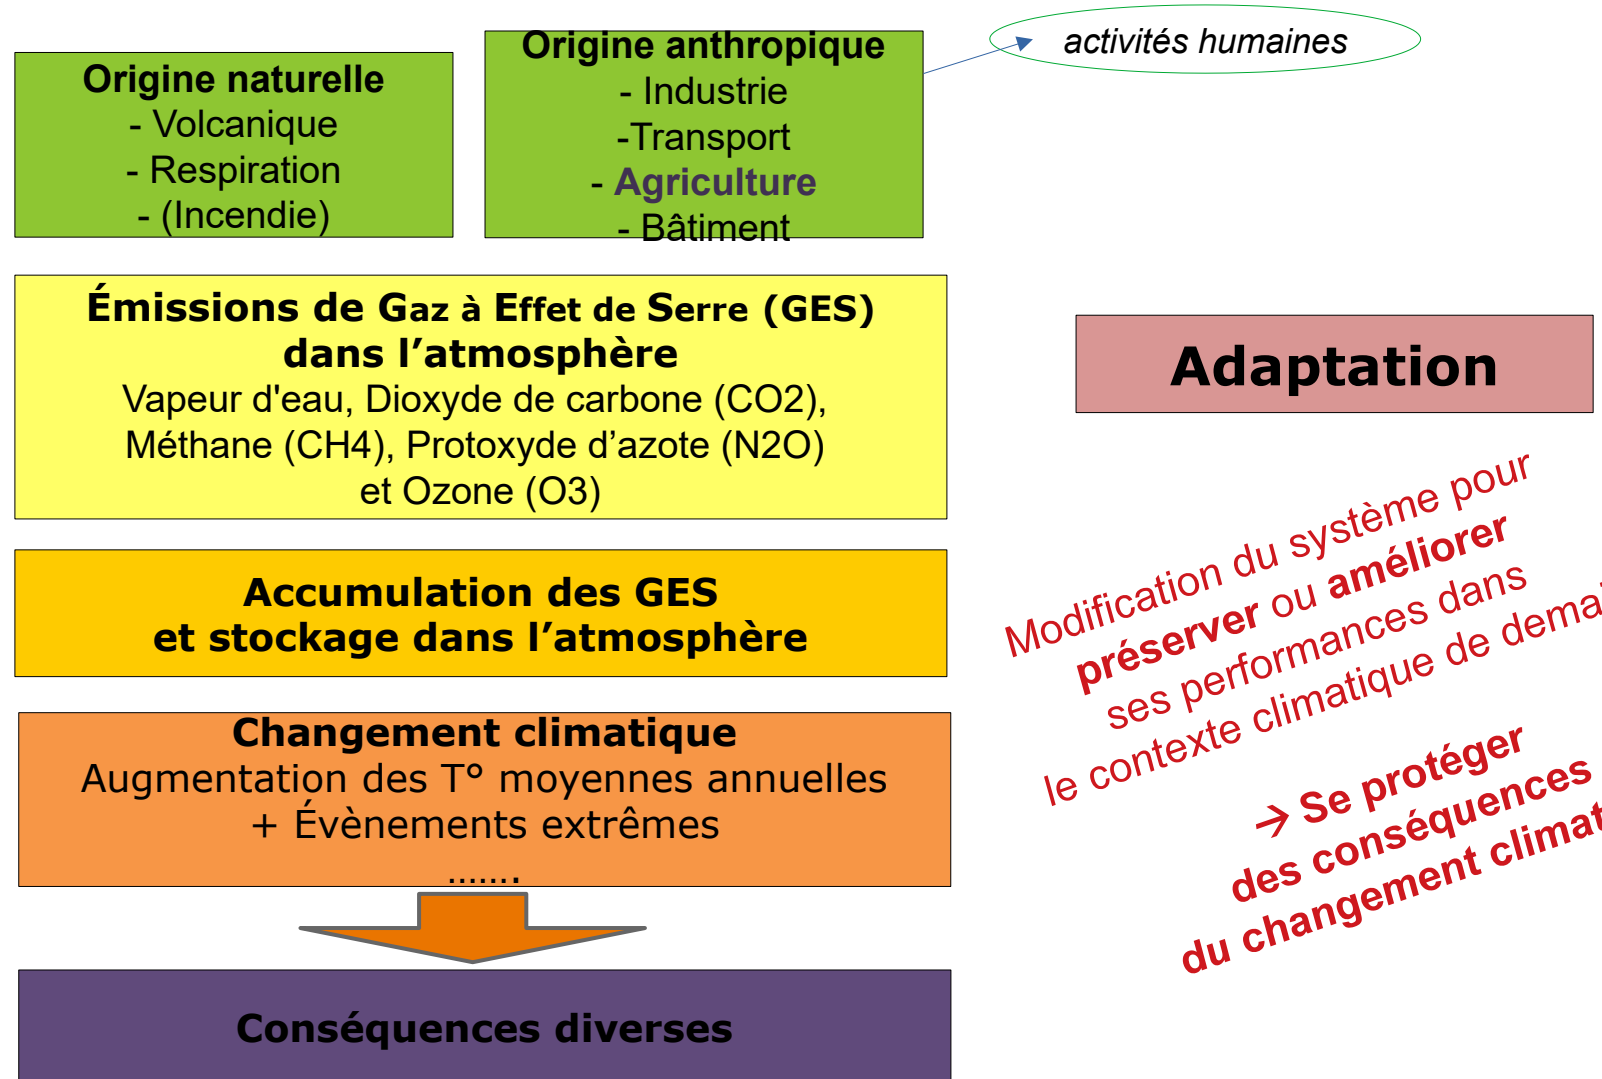 Origine naturelle
- Volcanique
- Respiration
- (Incendie)
Origine anthropique
- Industrie
-Transport
- Agriculture
- Bâtiment
activités humaines
Émissions de Gaz à Effet de Serre (GES)
dans l’atmosphère
Vapeur d'eau, Dioxyde de carbone (CO2),
Méthane (CH4), Protoxyde d’azote (N2O)
et Ozone (O3)
Accumulation des GES
et stockage dans l’atmosphère
Changement climatique
Augmentation des T° moyennes annuelles
+ Évènements extrêmes
…….
Conséquences diverses
Adaptation
Modification du système pour
préserver ou améliorer
ses performances dans
le contexte climatique de
→ Se protéger
des conséquences
du changement